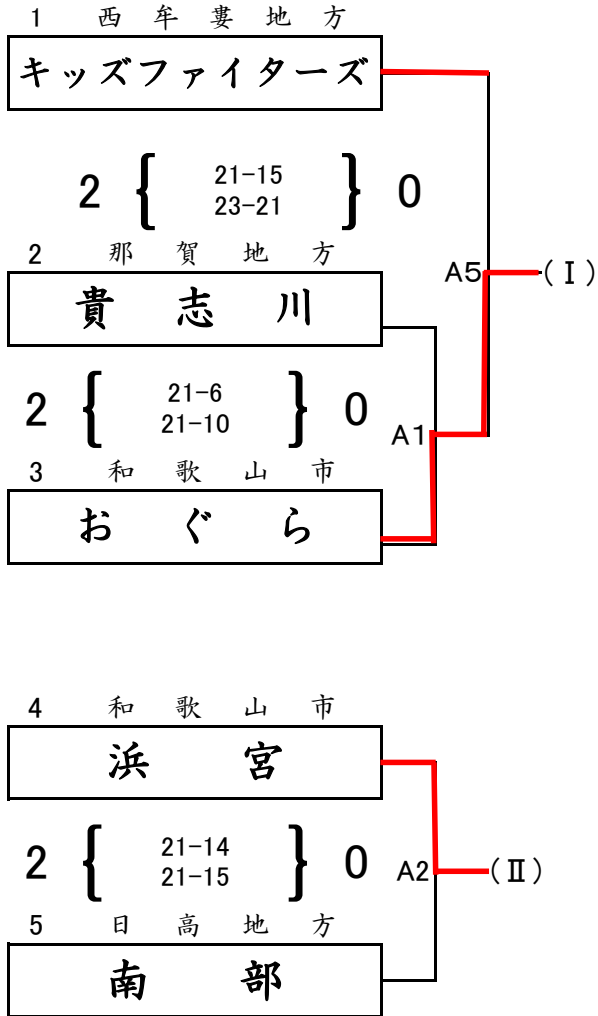 1 西牟婁地方
キッズファイターズ
2 { 21-15 } 0
23-21
2 那賀地方
A5 (Ⅰ)
貴志川
2 { 21-6 } 0
21-10
A1
3 和歌山市
おぐら
4 和歌山市
浜宮
2 { 21-14 } 0
21-15
A2 (Ⅱ)
5 日高地方
南部